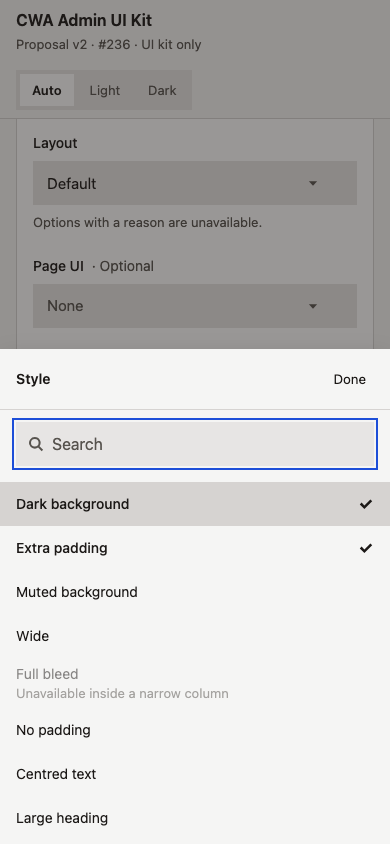 CWA Admin UI Kit
Proposal v2 · #236 · UI kit only
Auto
Light
Dark
Layout
Default
Options with a reason are unavailable.
Page UI · Optional
None
Style
Done
Search
Dark background
Extra padding
Muted background
Wide
Full bleed
Unavailable inside a narrow column
No padding
Centred text
Large heading